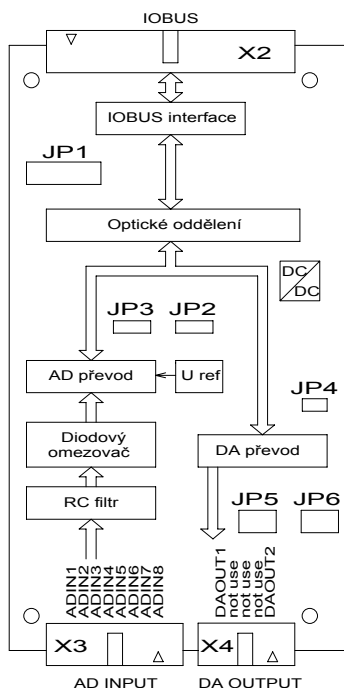 IOBUS
X2
IOBUS interface
JP1
Optické oddělení
DC
DC
JP3
JP2
AD převod
U ref
JP4
Diodový
omezovač
DA převod
RC filtr
JP5
JP6
ADIN1
ADIN2
ADIN3
ADIN4
ADIN5
ADIN6
ADIN7
ADIN8
DAOUT1
not use
not use
not use
DAOUT2
X3
X4
AD INPUT
DA OUTPUT